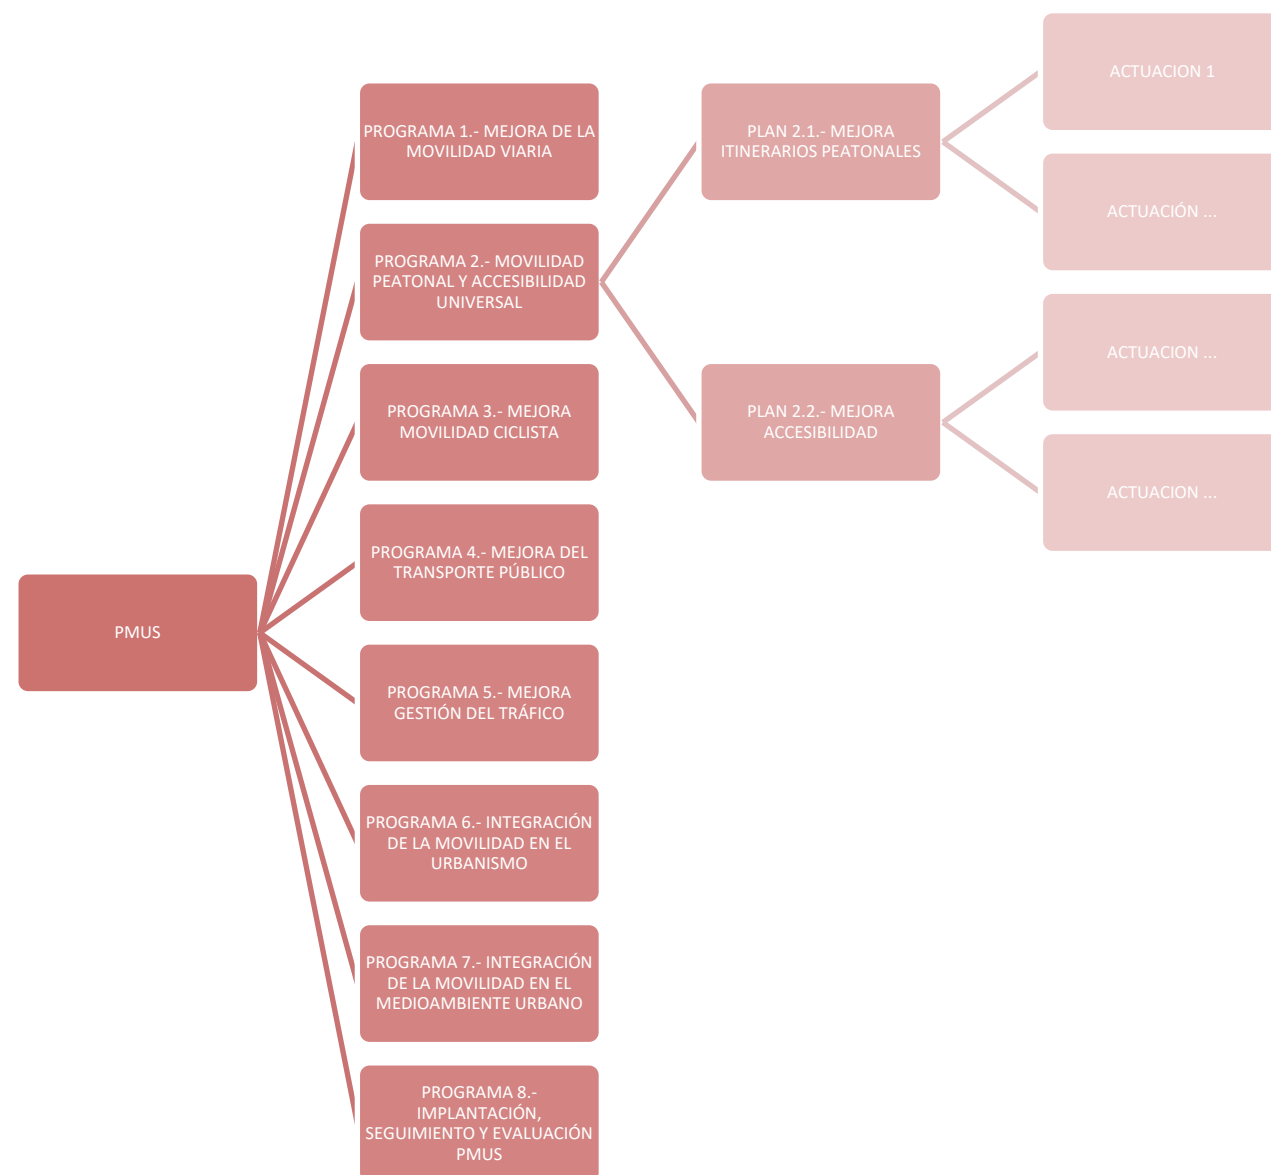 PMUS
PROGRAMA 1.- MEJORA DE LA
MOVILIDAD VIARIA
PROGRAMA 2.- MOVILIDAD
PEATONAL Y ACCESIBILIDAD
UNIVERSAL
PLAN 2.1.- MEJORA
ITINERARIOS PEATONALES
ACTUACION 1
ACTUACIÓN ...
PLAN 2.2.- MEJORA
ACCESIBILIDAD
ACTUACION ...
ACTUACION ...
PROGRAMA 3.- MEJORA
MOVILIDAD CICLISTA
PROGRAMA 4.- MEJORA DEL
TRANSPORTE PÚBLICO
PROGRAMA 5.- MEJORA
GESTIÓN DEL TRÁFICO
PROGRAMA 6.- INTEGRACIÓN
DE LA MOVILIDAD EN EL
URBANISMO
PROGRAMA 7.- INTEGRACIÓN
DE LA MOVILIDAD EN EL
MEDIOAMBIENTE URBANO
PROGRAMA 8.-
IMPLANTACIÓN,
SEGUIMIENTO Y EVALUACIÓN
PMUS